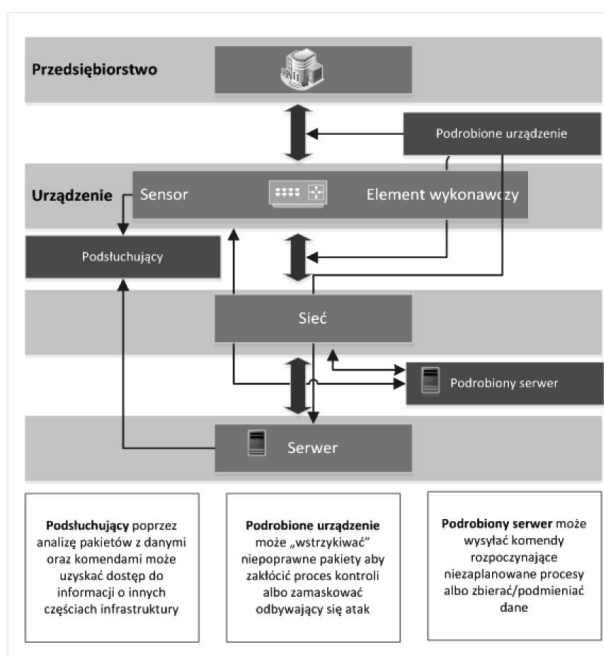 Przedsiębiorstwo
Podrobione urządzenie
Urządzenie
Sensor
Element wykonawczy
Podsłuchujący
Sieć
Podrobiony serwer
Serwer
Podsłuchujący poprzez
analizę pakietów z danymi
oraz komendami może
uzyskać dostęp do
informacji o innych
częściach infrastruktury
Podrobione urządzenie
może „wstrzykiwać”
niepoprawne pakiety aby
zakłócić proces kontroli
albo zamaskować
odbywający się atak
Podrobiony serwer może
wysyłać komendy
rozpoczynające
niezaplanowane procesy
albo zbierać/podmieniać
dane